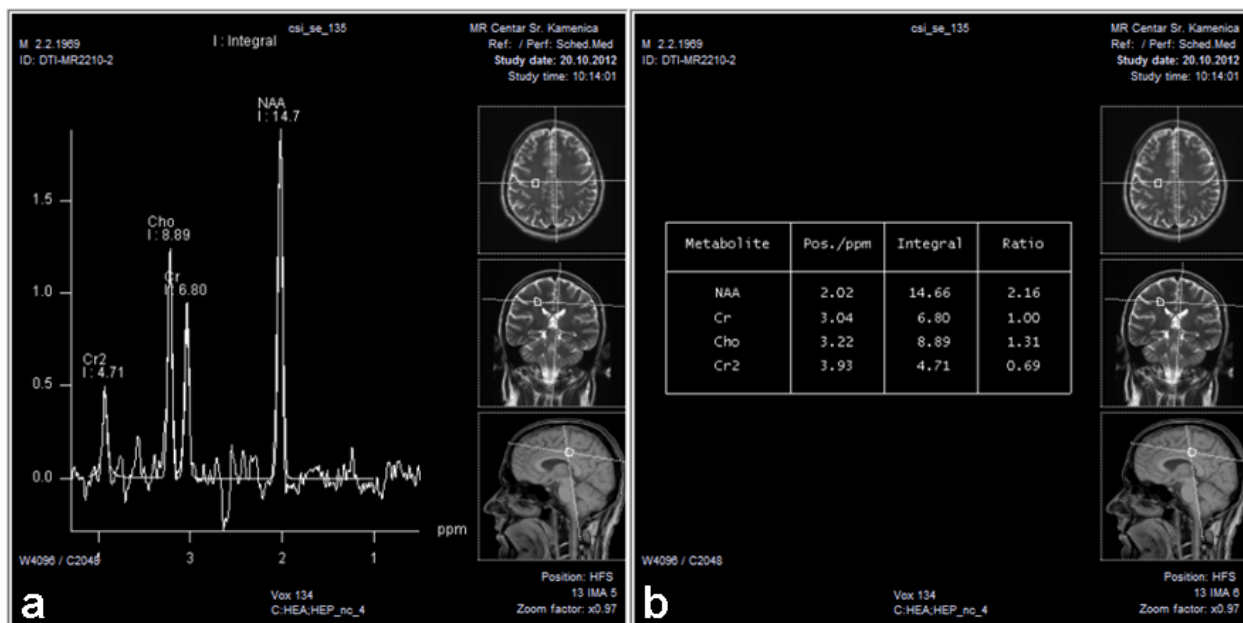 csi_se_135
MR Centar Sr. Kamenica
M 2.2.1969
I : Integral
Ref: / Perf: Sched.Med
ID: DTI-MR2210-2
Study date: 20.10.2012
Study time: 10:14:01
NAA
I : 14.7
1.5
Cho
I : 8.89
Cr
1.0
I : 6.80
Cr2
I : 4.71
0.5
0.0
ppm
4
3
2
1
W4096 / C2048
Position: HFS
Vox 134
13 IMA 5
C:HEA;HEP_nc_4
Zoom factor: x0.97
a
csi_se_135
MR Centar Sr. Kamenica
M 2.2.1969
Ref: / Perf: Sched.Med
ID: DTI-MR2210-2
Study date: 20.10.2012
Study time: 10:14:01
Metabolite Pos./ppm Integral Ratio
NAA 2.02 14.66 2.16
Cr 3.04 6.80 1.00
Cho 3.22 8.89 1.31
Cr2 3.93 4.71 0.69
W4096 / C2048
Position: HFS
Vox 134
13 IMA 6
C:HEA;HEP_nc_4
Zoom factor: x0.97
b